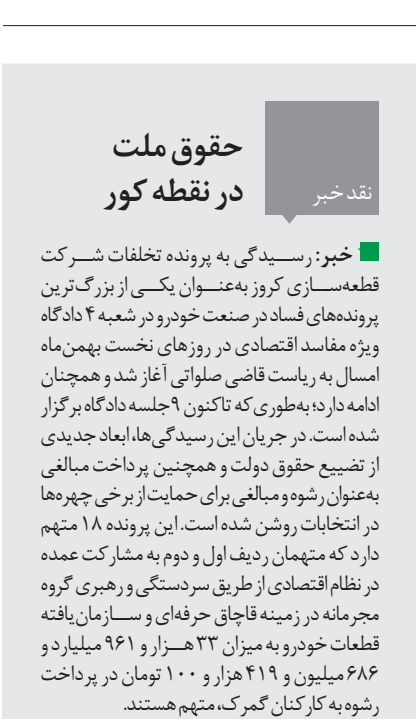 نقد خبر
حقوق ملت
در نقطه کور
خبر: رسیدگی به پرونده تخلفات شرکت
قطعه‌سازی کروز به‌عنوان یکی از بزرگ‌ترین
پرونده‌های فساد در صنعت خودرو در شعبه ۴ دادگاه
ویژه مفاسد اقتصادی در روزهای نخست بهمن‌ماه
امسال به ریاست قاضی صلواتی آغاز شد و همچنان
ادامه دارد؛ به‌طوری که تاکنون ۹ جلسه دادگاه برگزار
شده است. در جریان این رسیدگی‌ها، ابعاد جدیدی
از تضییع حقوق دولت و همچنین پرداخت مبالغی
به‌عنوان رشوه و مبالغی برای حمایت از برخی چهره‌ها
در انتخابات روشن شده است. این پرونده ۱۸ متهم
دارد که متهمان ردیف اول و دوم به مشارکت عمده
در نظام اقتصادی از طریق سردستگی و رهبری گروه
مجرمانه در زمینه قاچاق حرفه‌ای و سازمان‌یافته
قطعات خودرو به میزان ۳۳ هزار و ۹۶۱ میلیارد و
۶۸۶ میلیون و ۴۱۹ هزار و ۱۰۰ تومان در پرداخت
رشوه به کارکنان گمرک، متهم هستند.